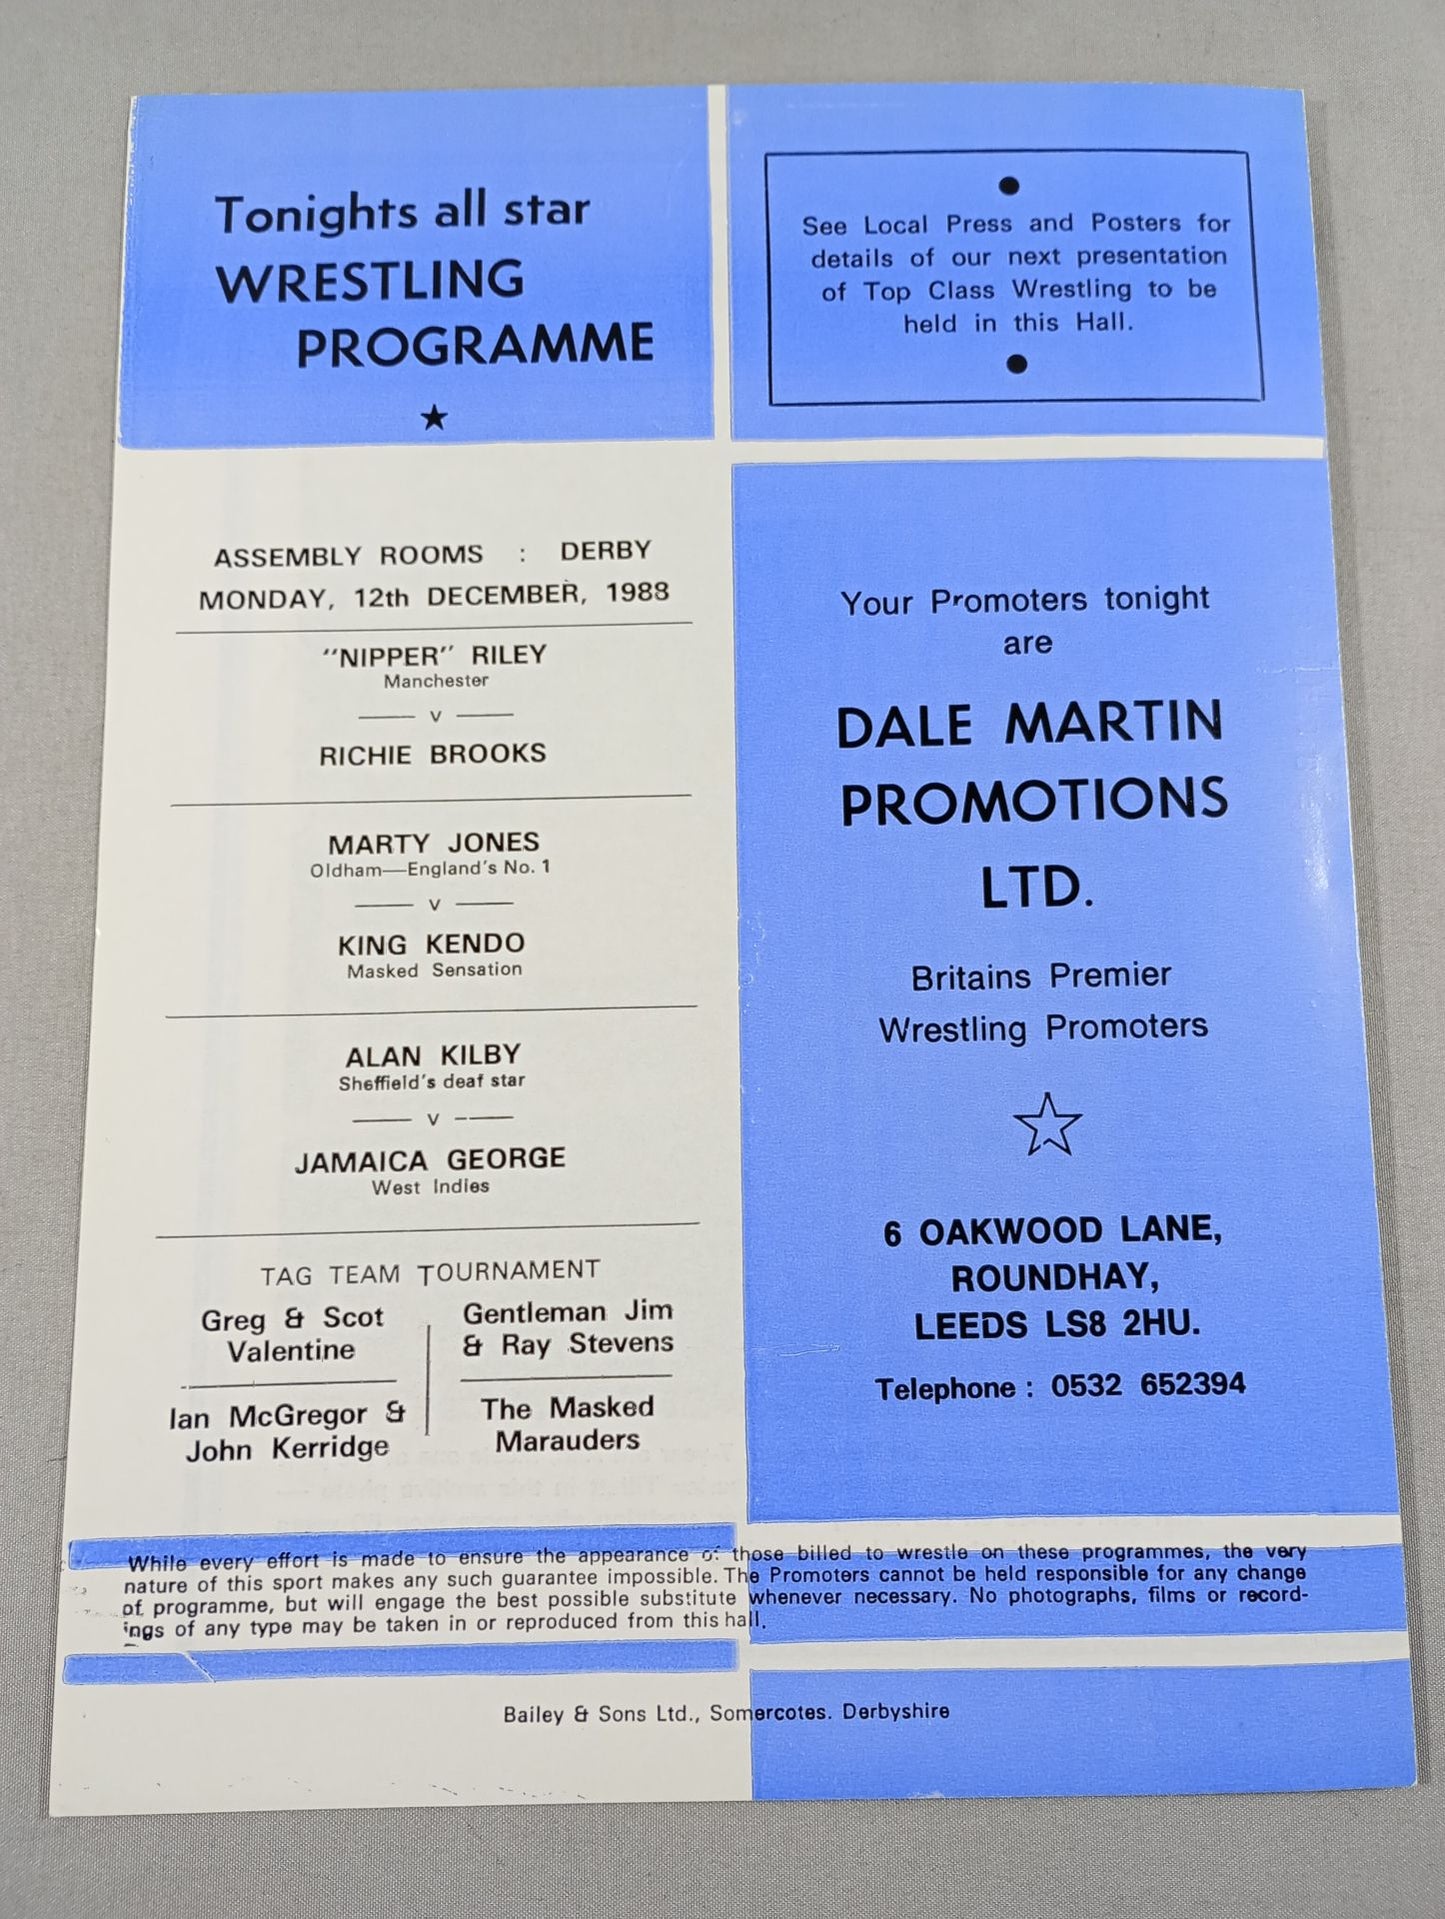 Tonights all star
WRESTLING
PROGRAMME
ASSEMBLY ROOMS : DERBY
MONDAY, 12th DECEMBER, 1988
"NIPPER" RILEY
Manchester
v
RICHIE BROOKS
MARTY JONES
Oldham—England's No. 1
v
KING KENDO
Masked Sensation
ALAN KILBY
Sheffield's deaf star
v
JAMAICA GEORGE
West Indies
TAG TEAM TOURNAMENT
Greg & Scot
Valentine
Ian McGregor &
John Kerridge
Gentleman Jim
& Ray Stevens
The Masked
Marauders
See Local Press and Posters for
details of our next presentation
of Top Class Wrestling to be
held in this Hall.
Your Promoters tonight
are
DALE MARTIN
PROMOTIONS
LTD.
Britains Premier
Wrestling Promoters
6 OAKWOOD LANE,
ROUNDHAY,
LEEDS LS8 2HU.
Telephone : 0532 652394
While every effort is made to ensure the appearance of those billed to wrestle on these programmes, the very
nature of this sport makes any such guarantee impossible. The Promoters cannot be held responsible for any change
of programme, but will engage the best possible substitute whenever necessary. No photographs, films or record-
ings of any type may be taken in or reproduced from this hall.
Bailey & Sons Ltd., Somercotes. Derbyshire